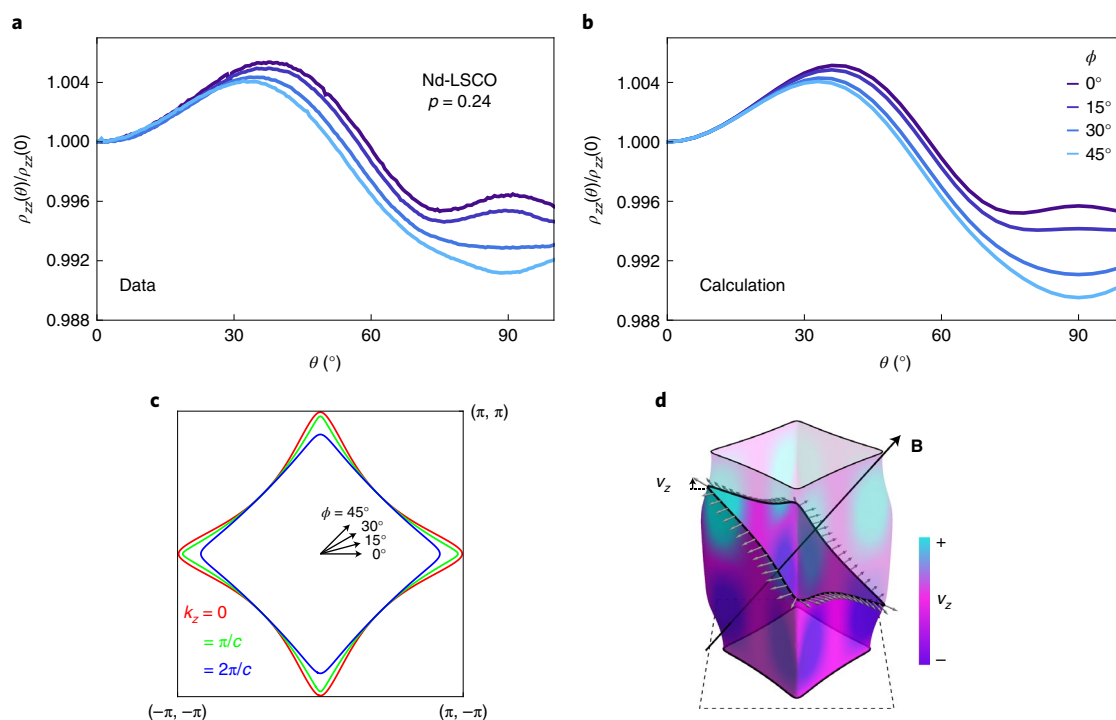 a
1.004
1.000
0.996
0.992
0.988
ρzz(θ)/ρzz(0)
Nd-LSCO
p = 0.24
Data
0
30
60
90
θ (°)
b
1.004
1.000
0.996
0.992
0.988
ρzz(θ)/ρzz(0)
ϕ
0°
15°
30°
45°
Calculation
0
30
60
90
θ (°)
c
(π, π)
ϕ = 45°
30°
15°
0°
kz = 0
= π/c
= 2π/c
(−π, −π)
(π, −π)
d
B
vz
+
vz
−